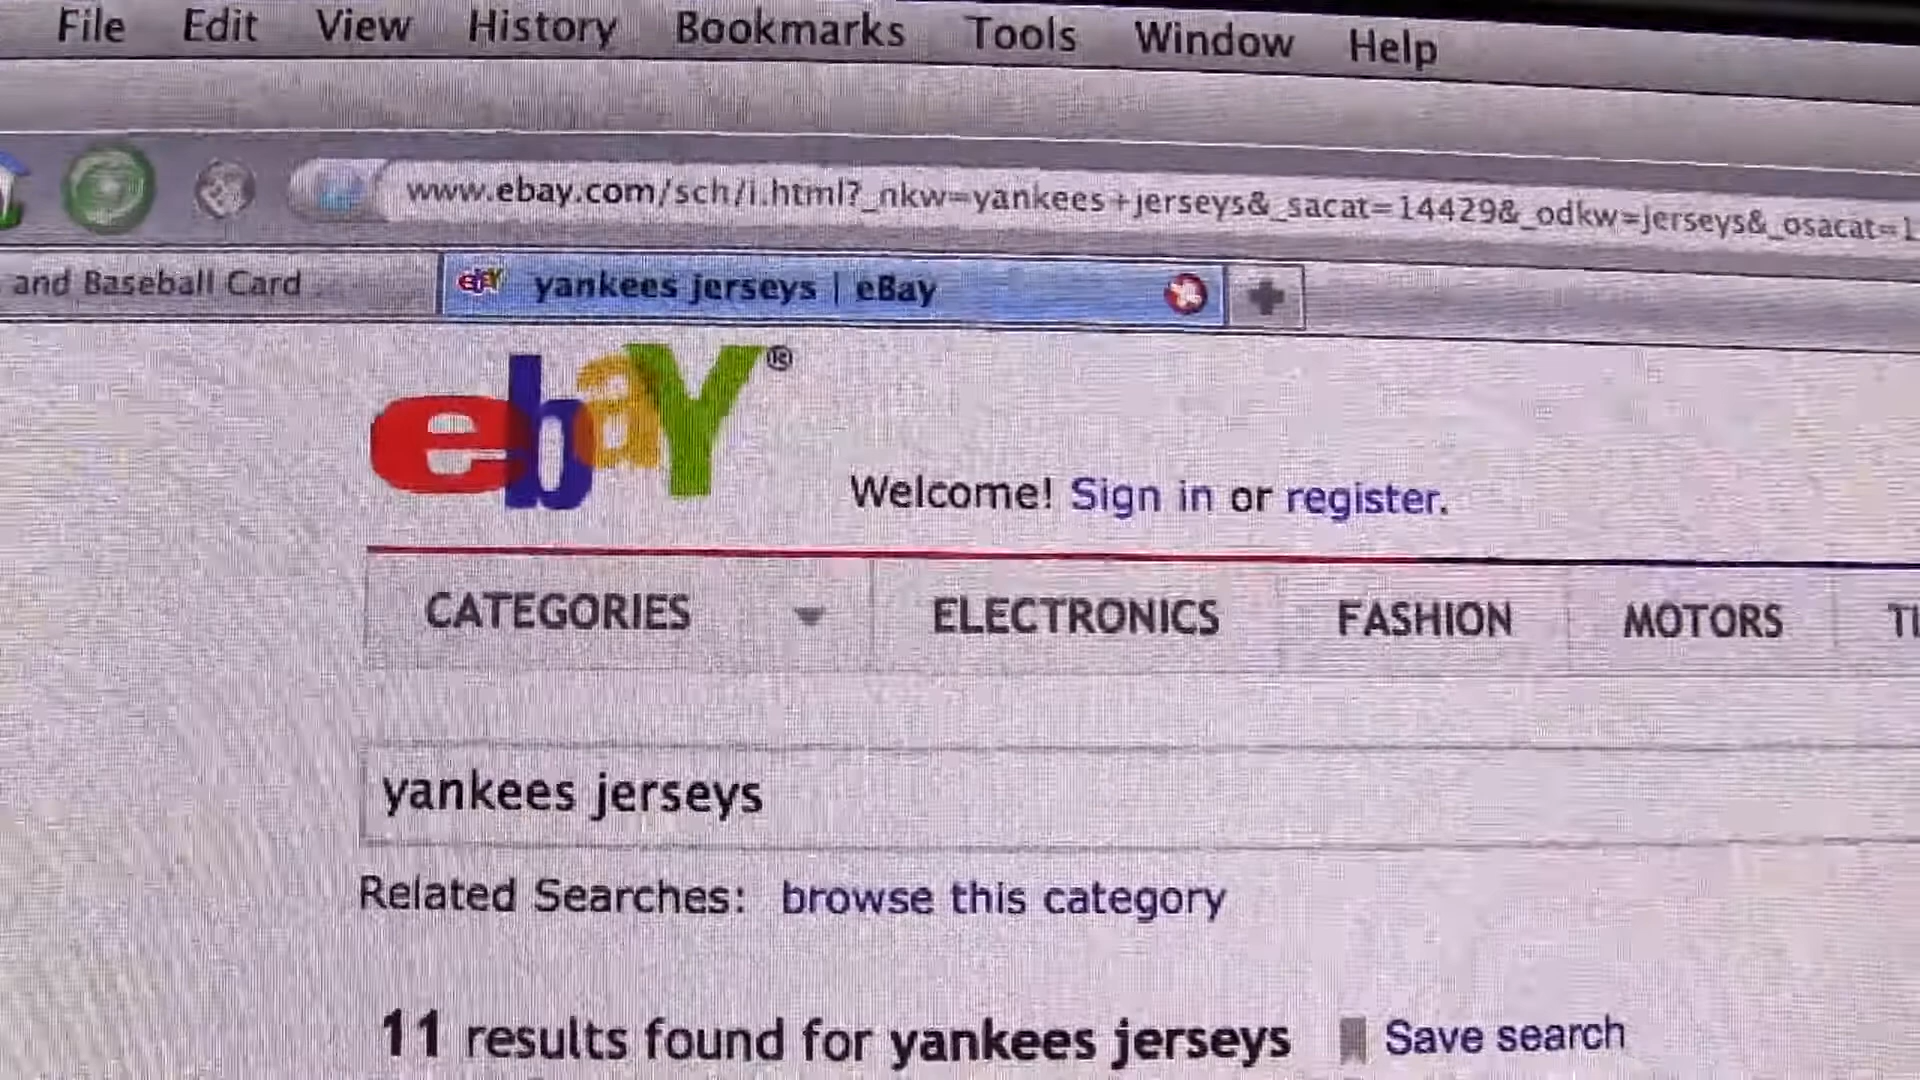 File Edit View History Bookmarks Tools Window Help
www.ebay.com/sch/i.html?_nkw=yankees+jerseys&_sacat=14429&_odkw=jerseys&_osacat=1
and Baseball Card
ebY yankees jerseys | eBay
ebaY®
Welcome! Sign in or register.
CATEGORIES ELECTRONICS FASHION MOTORS TI
yankees jerseys
Related Searches: browse this category
11 results found for yankees jerseys Save search